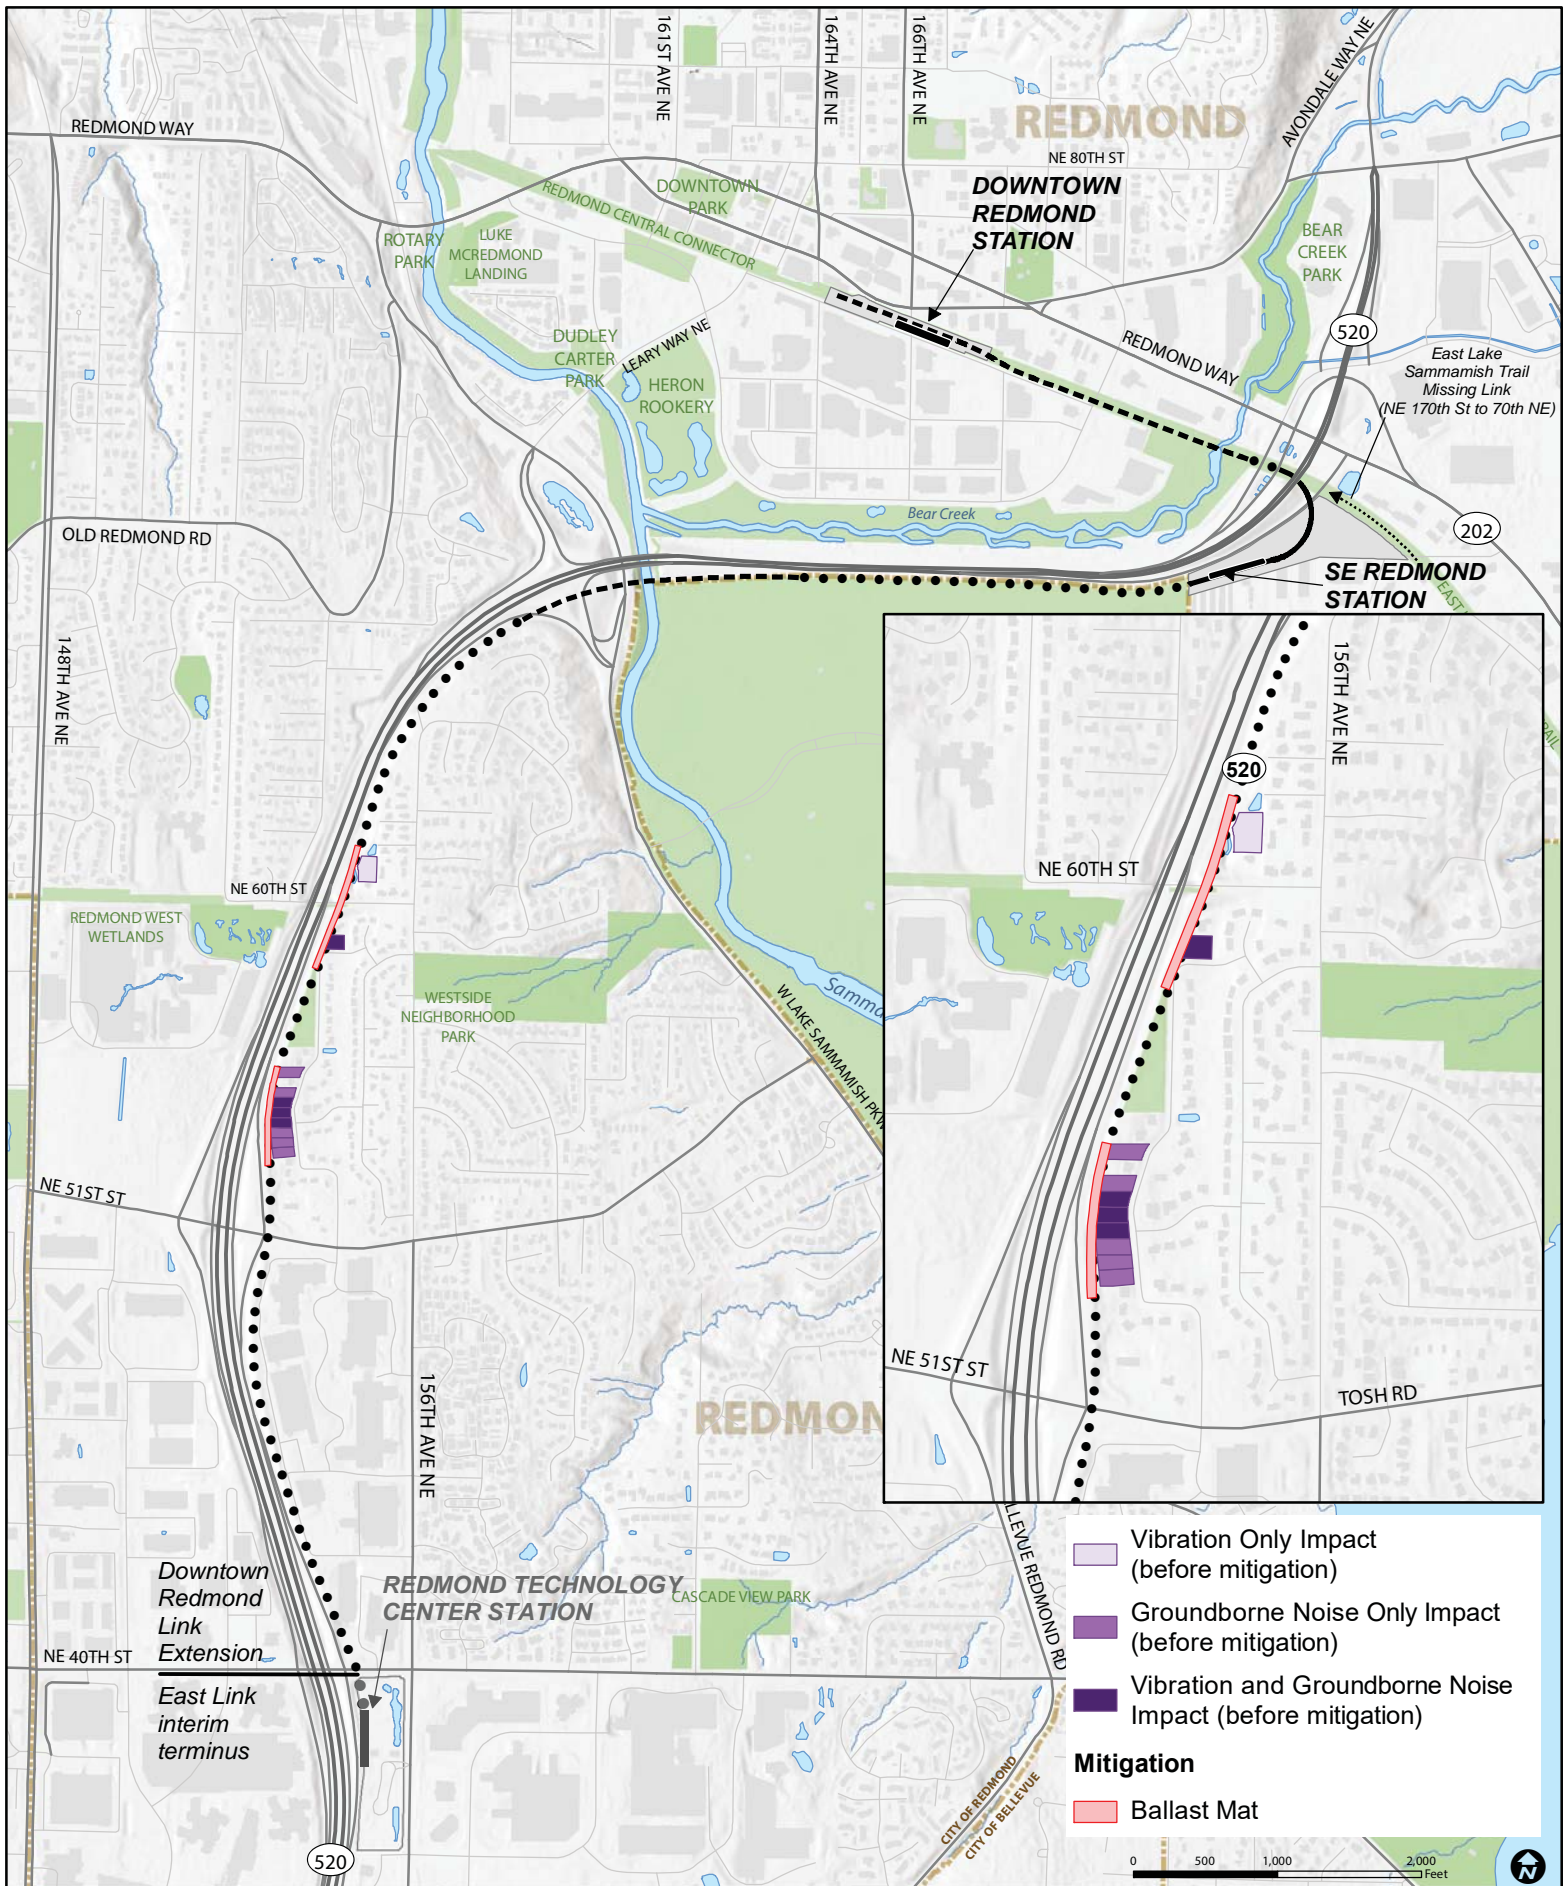 161ST AVE NE
164TH AVE NE
166TH AVE NE
AVONDALE WAY NE
REDMOND WAY
REDMOND
NE 80TH ST
DOWNTOWN
REDMOND
STATION
DOWNTOWN
PARK
REDMOND CENTRAL CONNECTOR
ROTARY
PARK
LUKE
MCREDMOND
LANDING
BEAR
CREEK
PARK
520
DUDLEY
CARTER
PARK
LEARY WAY NE
HERON
ROOKERY
REDMOND WAY
East Lake
Sammamish Trail
Missing Link
(NE 170th St to 70th NE)
OLD REDMOND RD
Bear Creek
202
SE REDMOND
STATION
EAST
148TH AVE NE
156TH AVE NE
RAIL
520
NE 60TH ST
NE 60TH ST
REDMOND WEST
WETLANDS
WESTSIDE
NEIGHBORHOOD
PARK
Samma
W LAKE SAMMAMISH PKW
NE 51ST ST
NE 51ST ST
TOSH RD
156TH AVE NE
REDMON
LLEVUE REDMOND RD
Downtown
Redmond
Link
Extension
REDMOND TECHNOLOGY
CENTER STATION
CASCADE VIEW PARK
NE 40TH ST
East Link
interim
terminus
520
CITY OF REDMOND
CITY OF BELLEVUE
Vibration Only Impact
(before mitigation)
Groundborne Noise Only Impact
(before mitigation)
Vibration and Groundborne Noise
Impact (before mitigation)
Mitigation
Ballast Mat
0 500 1,000 2,000
Feet
N